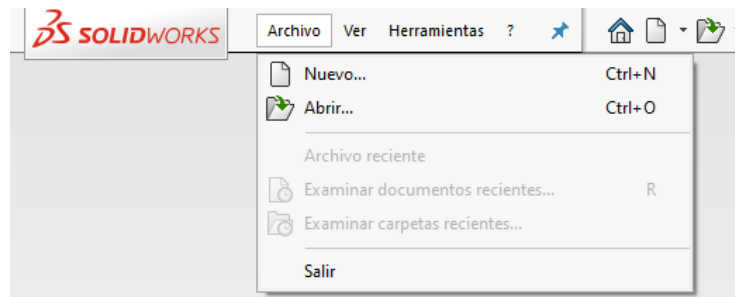 SOLIDWORKS Archivo Ver Herramientas ?
Nuevo... Ctrl+N
Abrir... Ctrl+O
Archivo reciente
Examinar documentos recientes... R
Examinar carpetas recientes...
Salir